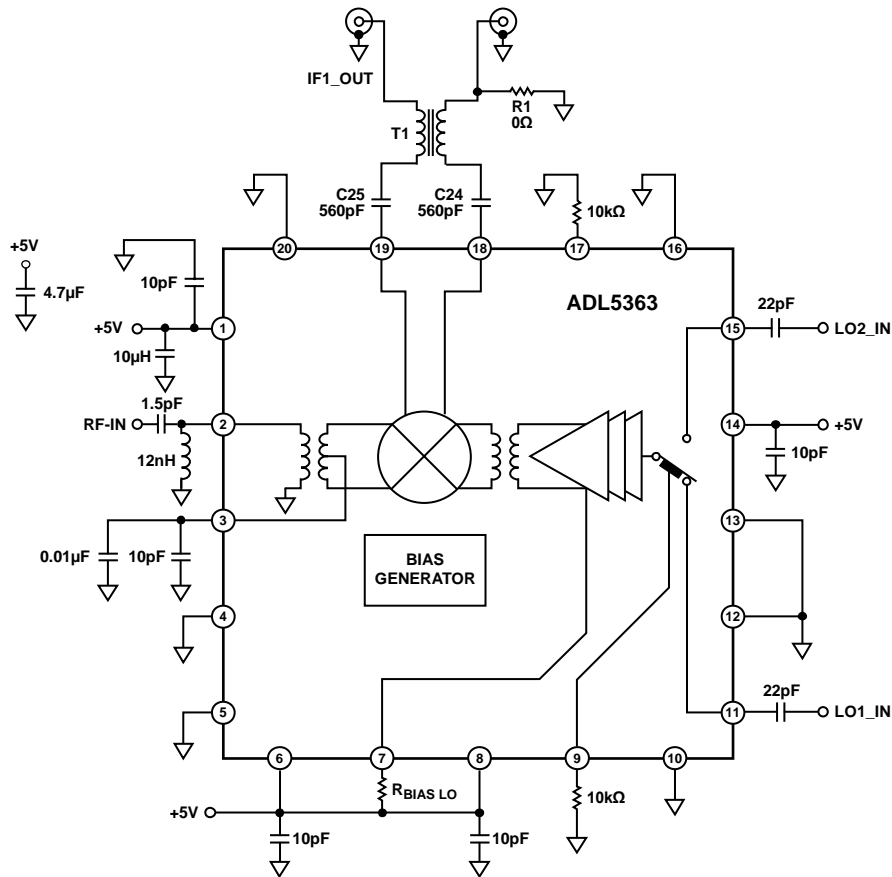 IF1_OUT
R1
0Ω
T1
C25
560pF
C24
560pF
+5V
4.7µF
10pF
20
19
18
17
10kΩ
16
ADL5363
+5V
1
10µH
22pF
15
LO2_IN
1.5pF
RF-IN
2
12nH
14
+5V
10pF
3
13
0.01µF
10pF
BIAS
GENERATOR
4
12
5
22pF
11
LO1_IN
6
7
8
9
10
RBIAS LO
10kΩ
+5V
10pF
10pF